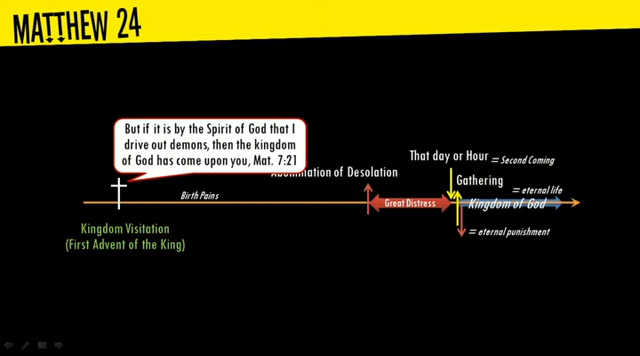 MATTHEW 24
But if it is by the Spirit of God that I
drive out demons, then the kingdom
of God has come upon you, Mat. 7:21
That day or Hour = Second Coming
Abomination of Desolation
Gathering
Birth Pains
= eternal life
Great Distress
Kingdom of God
Kingdom Visitation
(First Advent of the King)
= eternal punishment